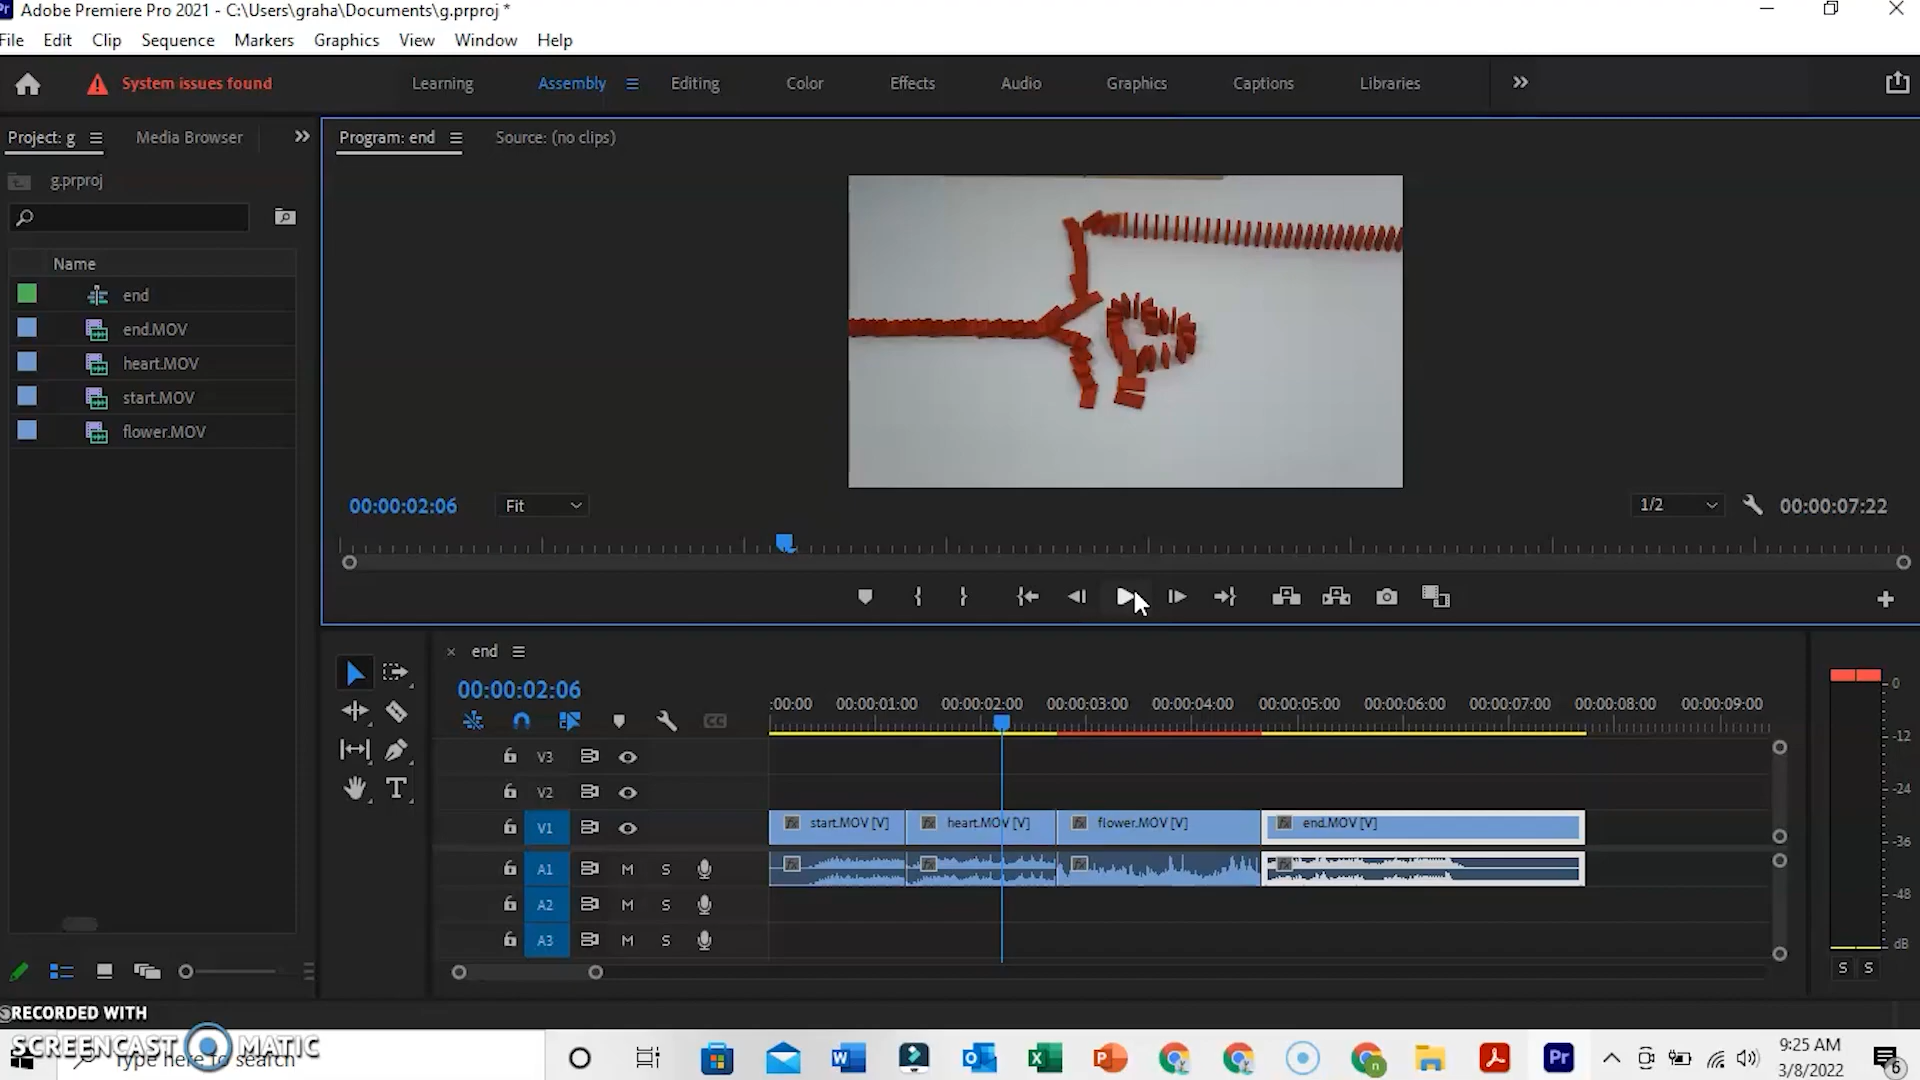 Pr Adobe Premiere Pro 2021 - C:\Users\graha\Documents\g.prproj *
File Edit Clip Sequence Markers Graphics View Window Help
System issues found Learning Assembly Editing Color Effects Audio Graphics Captions Libraries
Project: g Media Browser Program: end Source: (no clips)
g.prproj
Name
end
end.MOV
heart.MOV
start.MOV
flower.MOV
00:00:02:06 Fit 1/2 00:00:07:22
end
00:00:02:06
:00:00 00:00:01:00 00:00:02:00 00:00:03:00 00:00:04:00 00:00:05:00 00:00:06:00 00:00:07:00 00:00:08:00 00:00:09:00
CC
V3
V2
V1 start.MOV [V] heart.MOV [V] flower.MOV [V] end.MOV [V]
A1 M S
A2 M S
A3 M S
0
-12
-24
-36
-48
dB
S S
RECORDED WITH
SCREENCAST MATIC
Type here to search
9:25 AM
3/8/2022
6